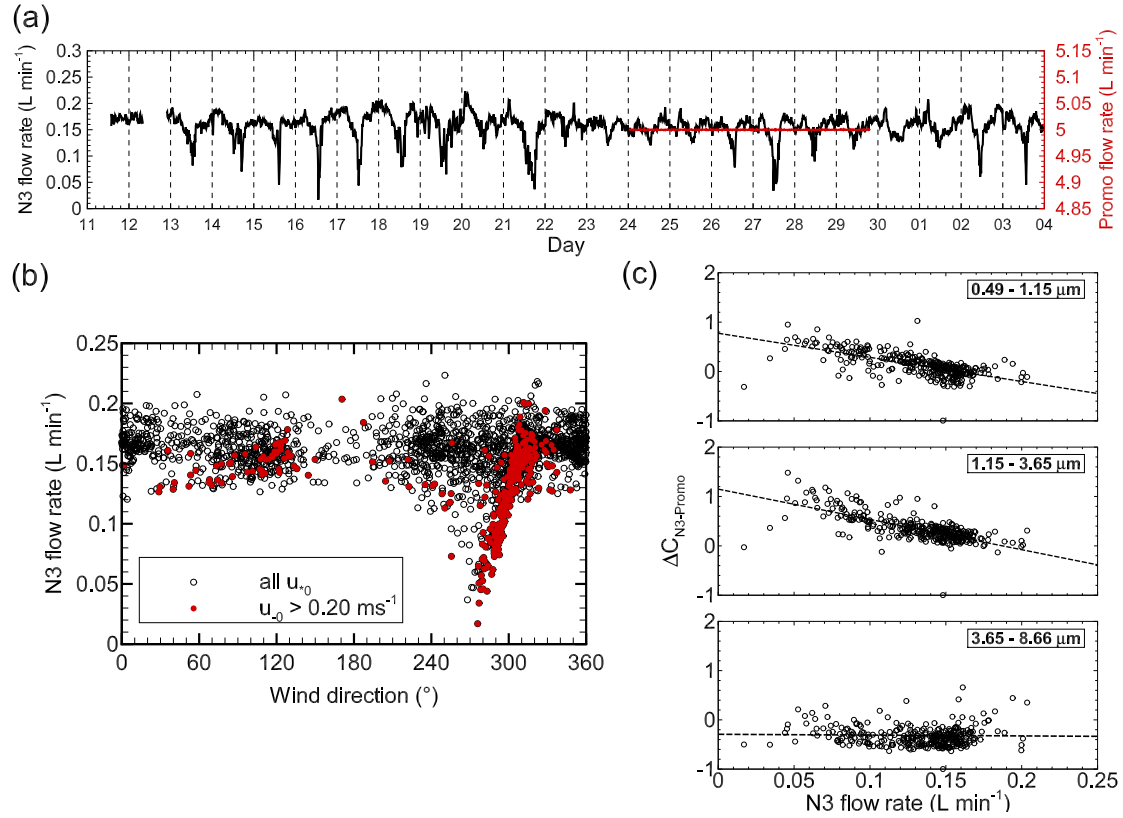 (a)
N3 flow rate (L min⁻¹)
0.3
0.25
0.2
0.15
0.1
0.05
0
5.15
5.1
5.05
5
4.95
4.9
4.85
Promo flow rate (L min⁻¹)
11 12 13 14 15 16 17 18 19 20 21 22 23 24 25 26 27 28 29 30 01 02 03 04
Day
(b)
N3 flow rate (L min⁻¹)
0.25
0.2
0.15
0.1
0.05
0
all u*0
u-0 > 0.20 ms⁻¹
0 60 120 180 240 300 360
Wind direction (°)
(c)
ΔC N3-Promo
2
1
0
-1
0.49 - 1.15 μm
2
1
0
-1
1.15 - 3.65 μm
2
1
0
-1
3.65 - 8.66 μm
0 0.05 0.1 0.15 0.2 0.25
N3 flow rate (L min⁻¹)